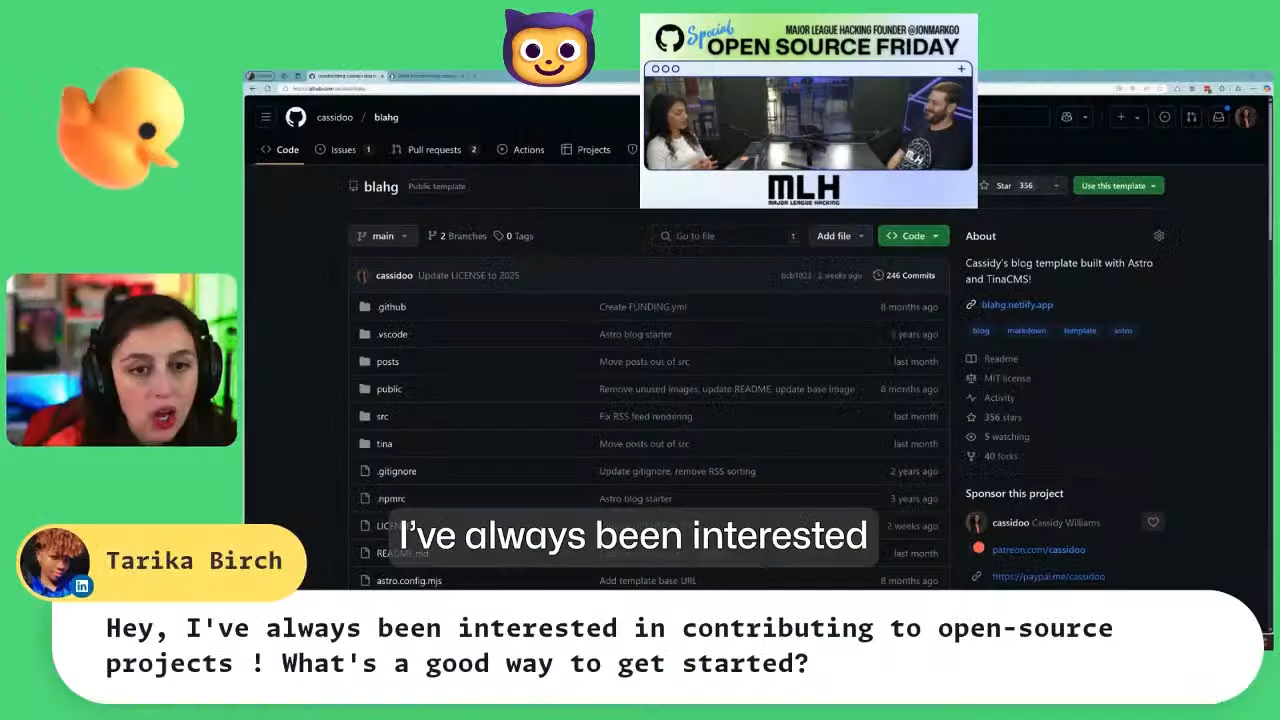 Special
MAJOR LEAGUE HACKING FOUNDER @JONMARKGO
OPEN SOURCE FRIDAY
MLH
MAJOR LEAGUE HACKING
cassidoo / blahg
Code Issues 1 Pull requests 2 Actions Projects
blahg Public template
Star 356 Use this template
main 2 Branches 0 Tags Go to file t Add file Code
cassidoo Update LICENSE to 2025 2 weeks ago 246 Commits
.github Create FUNDING.yml 8 months ago
.vscode Astro blog starter years ago
posts Move posts out of src last month
public Remove unused images, update README, update base image 8 months ago
src Fix RSS feed rendering last month
tina Move posts out of src last month
.gitignore Update gitignore, remove RSS sorting 2 years ago
.npmrc Astro blog starter 3 years ago
2 weeks ago
README.md last month
astro.config.mjs Add template base URL 8 months ago
About
Cassidy's blog template built with Astro
and TinaCMS!
blahg.netlify.app
blog markdown template astro
Readme
MIT license
Activity
356 stars
5 watching
40 forks
Sponsor this project
cassidoo Cassidy Williams
patreon.com/cassidoo
https://paypal.me/cassidoo
I've always been interested
Tarika Birch
in
Hey, I've always been interested in contributing to open-source
projects ! What's a good way to get started?